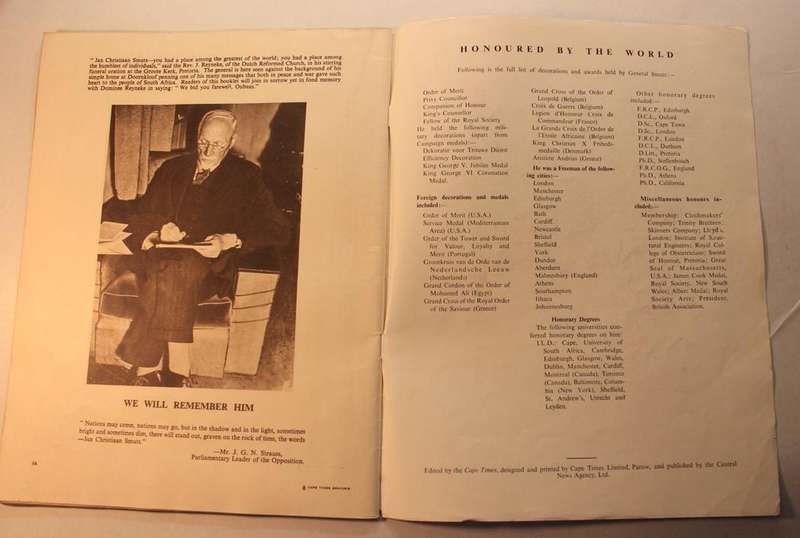 " Jan Christiaan Smuts—you had a place among the greatest of the world; you had a place among
the humblest of individuals," said the Rev. J. Reyneke, of the Dutch Reformed Church, in his stirring
funeral oration at the Groote Kerk, Pretoria. The general is here seen against the background of his
simple home at Doornkloof penning one of his many messages that both in peace and war gave such
heart to the people of South Africa. Readers of this booklet will join in sorrow yet in fond memory
with Dominee Reyneke in saying: " We bid you farewell, Oubaas."
WE WILL REMEMBER HIM
" Nations may come, nations may go, but in the shadow and in the light, sometimes
bright and sometimes dim, there will stand out, graven on the rock of time, the words
—Jan Christiaan Smuts."
—Mr. J. G. N. Strauss,
Parliamentary Leader of the Opposition.
HONOURED BY THE WORLD
Following is the full list of decorations and awards held by General Smuts:—
Order of Merit
Privy Councillor
Companion of Honour
King's Counsellor
Fellow of the Royal Society
He held the following mili-
tary decorations (apart from
Campaign medals):—
Dekoratie voor Trouwe Dienst
Efficiency Decoration
King George V Jubilee Medal
King George VI Coronation
Medal.
Foreign decorations and medals
included:—
Order of Merit (U.S.A.)
Service Medal (Mediterranean
Area) (U.S.A.)
Order of the Tower and Sword
for Valour, Loyalty and
Merit (Portugal)
Grootkruis van de Orde van de
Nederlandsche Leeuw
(Netherlands)
Grand Cordon of the Order of
Mohamed Ali (Egypt)
Grand Cross of the Royal Order
of the Saviour (Greece)
Grand Cross of the Order of
Leopold (Belgium)
Croix de Guerre (Belgium)
Legion d'Honneur Croix de
Commandeur (France)
La Grande Croix de l'Ordre de
l'Etoile Africaine (Belgium)
King Christian X Friheds-
medaille (Denmark)
Aristion Andrias (Greece)
He was a Freeman of the follow-
ing cities:—
London
Manchester
Edinburgh
Glasgow
Bath
Cardiff
Newcastle
Bristol
Sheffield
York
Dundee
Aberdeen
Malmesbury (England)
Athens
Southampton
Ithaca
Johannesburg
Honorary Degrees
The following universities con-
ferred honorary degrees on him:
LL.D.: Cape, University of
South Africa, Cambridge,
Edinburgh, Glasgow, Wales,
Dublin, Manchester, Cardiff,
Montreal (Canada), Toronto
(Canada), Baltimore, Colum-
bia (New York), Sheffield,
St. Andrew's, Utrecht and
Leyden.
Other honorary degrees
included:—
F.R.C.P., Edinburgh
D.C.L., Oxford
D.Sc., Cape Town
D.Sc., London
F.R.C.P., London
D.C.L., Durham
D.Litt., Pretoria
Ph.D., Stellenbosch
F.R.C.O.G., England
Ph.D., Athens
Ph.D., California
Miscellaneous honours in-
cluded:—
Membership: Clothmakers'
Company; Trinity Brethren;
Skinners Company; Lloyd's,
London; Institute of Struc-
tural Engineers; Royal Col-
lege of Obstetricians; Sword
of Honour, Pretoria; Great
Seal of Massachusetts,
U.S.A.; James Cook Medal,
Royal Society, New South
Wales; Albert Medal; Royal
Society Arts; President,
British Association.
Edited by the Cape Times, designed and printed by Cape Times Limited, Parow, and published by the Central
News Agency, Ltd.